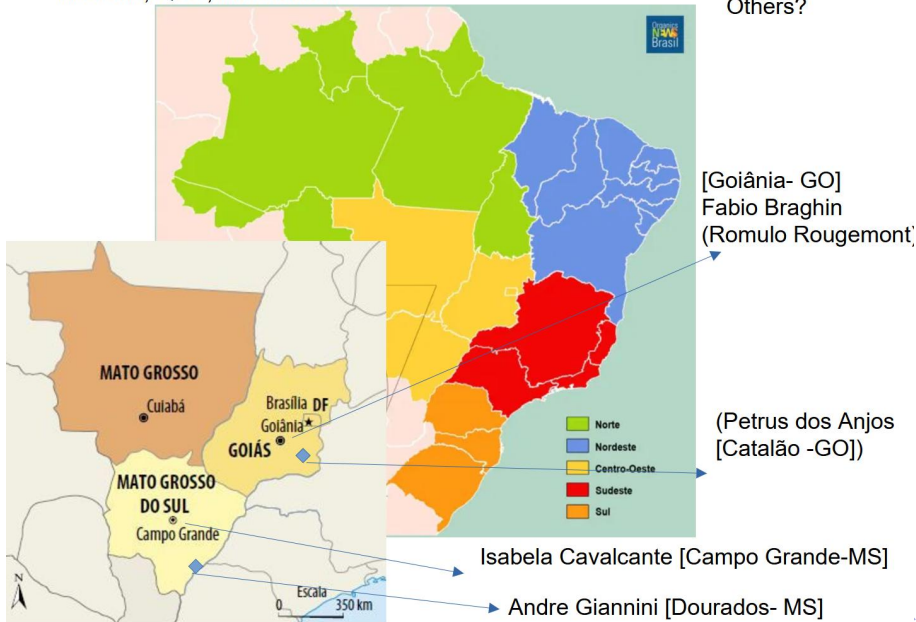 Others?
Organics
NEWS
Brasil
[Goiânia- GO]
Fabio Braghin
(Romulo Rougemont)
MATO GROSSO
Cuiabá
Brasília DF
Goiânia
GOIÁS
MATO GROSSO
DO SUL
Campo Grande
N
Escala
0 350 km
Norte
Nordeste
Centro-Oeste
Sudeste
Sul
(Petrus dos Anjos
[Catalão -GO])
Isabela Cavalcante [Campo Grande-MS]
Andre Giannini [Dourados- MS]